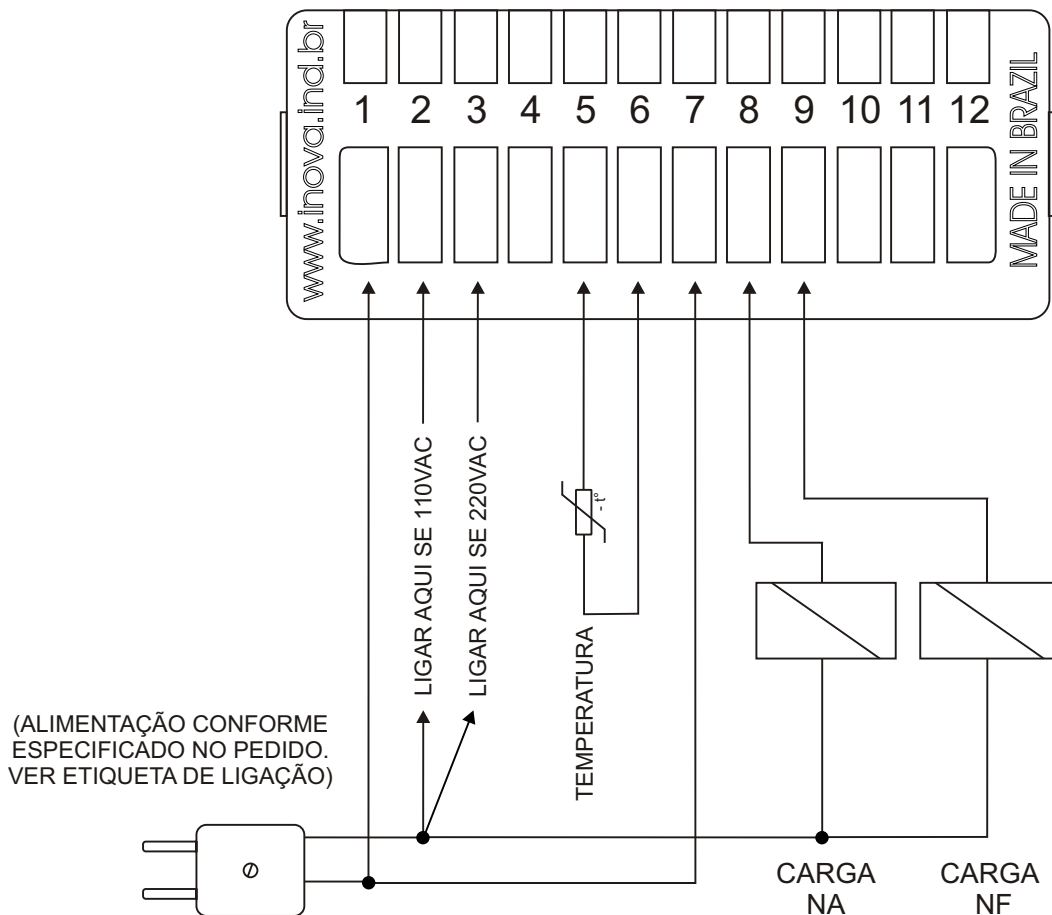 www.inova.ind.br
1 2 3 4 5 6 7 8 9 10 11 12
MADE IN BRAZIL
LIGAR AQUI SE 110VAC
LIGAR AQUI SE 220VAC
- t°
TEMPERATURA
(ALIMENTAÇÃO CONFORME
ESPECIFICADO NO PEDIDO.
VER ETIQUETA DE LIGAÇÃO)
CARGA
NA
CARGA
NF